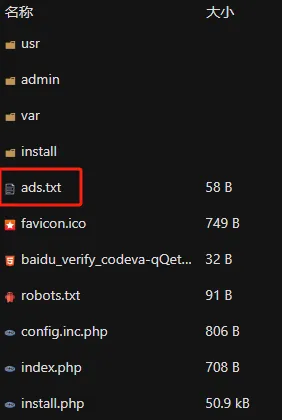 名称 大小
usr
admin
var
install
ads.txt 58 B
favicon.ico 749 B
baidu_verify_codeva-qQet... 32 B
robots.txt 91 B
config.inc.php 806 B
index.php 708 B
install.php 50.9 kB